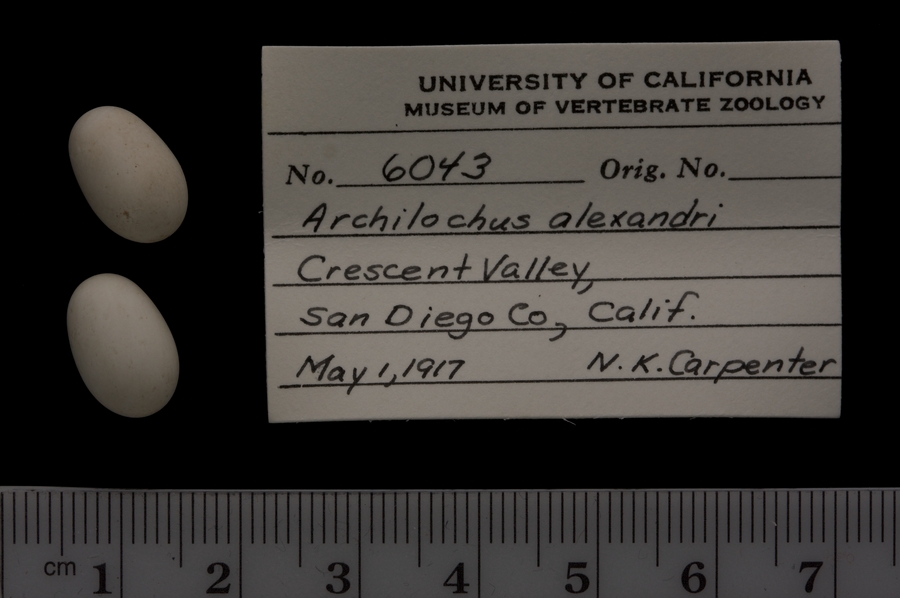 UNIVERSITY OF CALIFORNIA
MUSEUM OF VERTEBRATE ZOOLOGY
No. 6043 Orig. No.
Archilochus alexandri
Crescent Valley,
San Diego Co., Calif.
May 1, 1917 N. K. Carpenter
cm 1 2 3 4 5 6 7